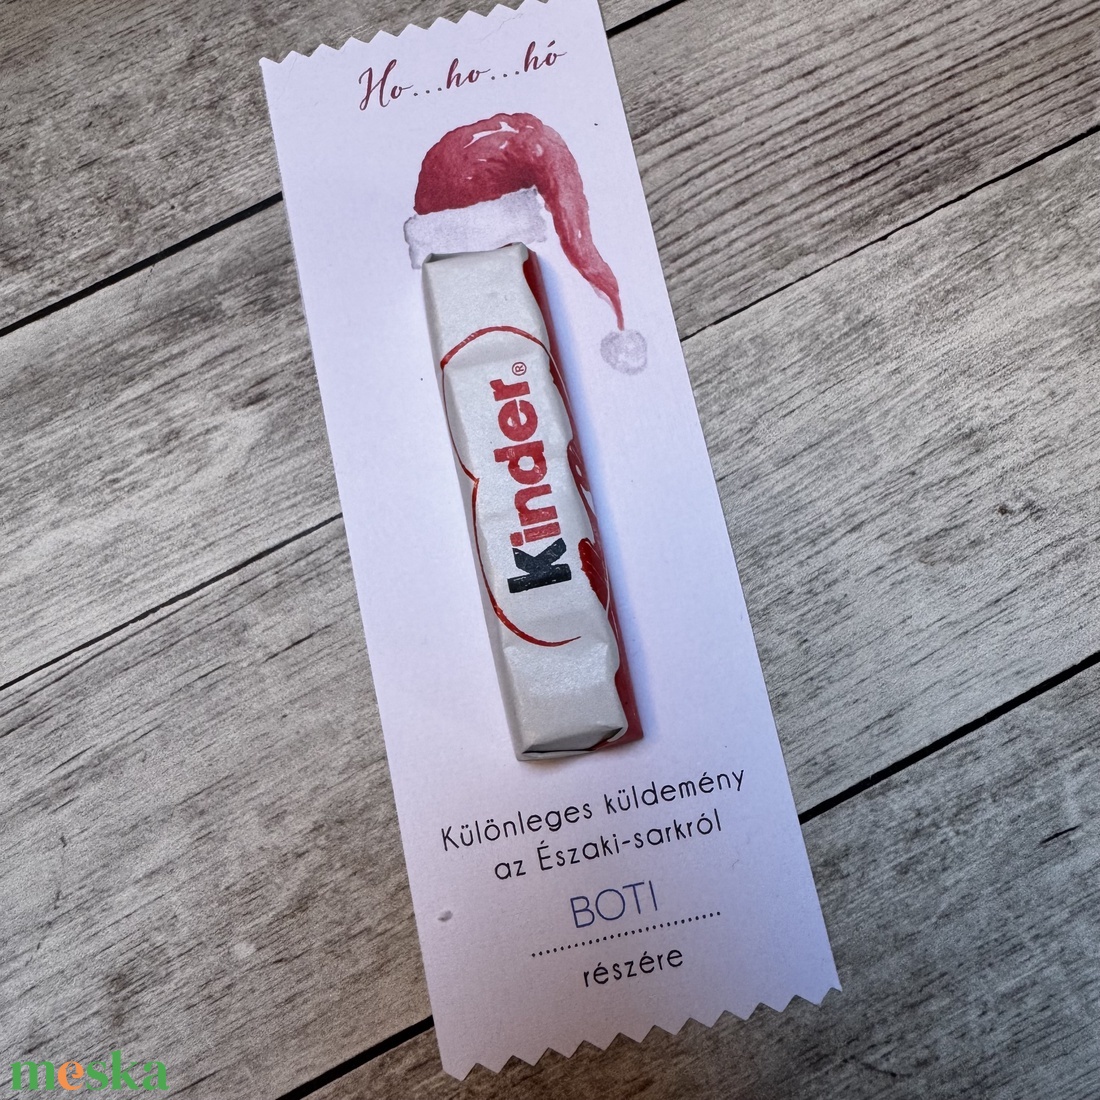 Ho...ho...hó
Kinder®
Különleges küldemény
az Északi-sarkról
BOTI
........................
részére
meska